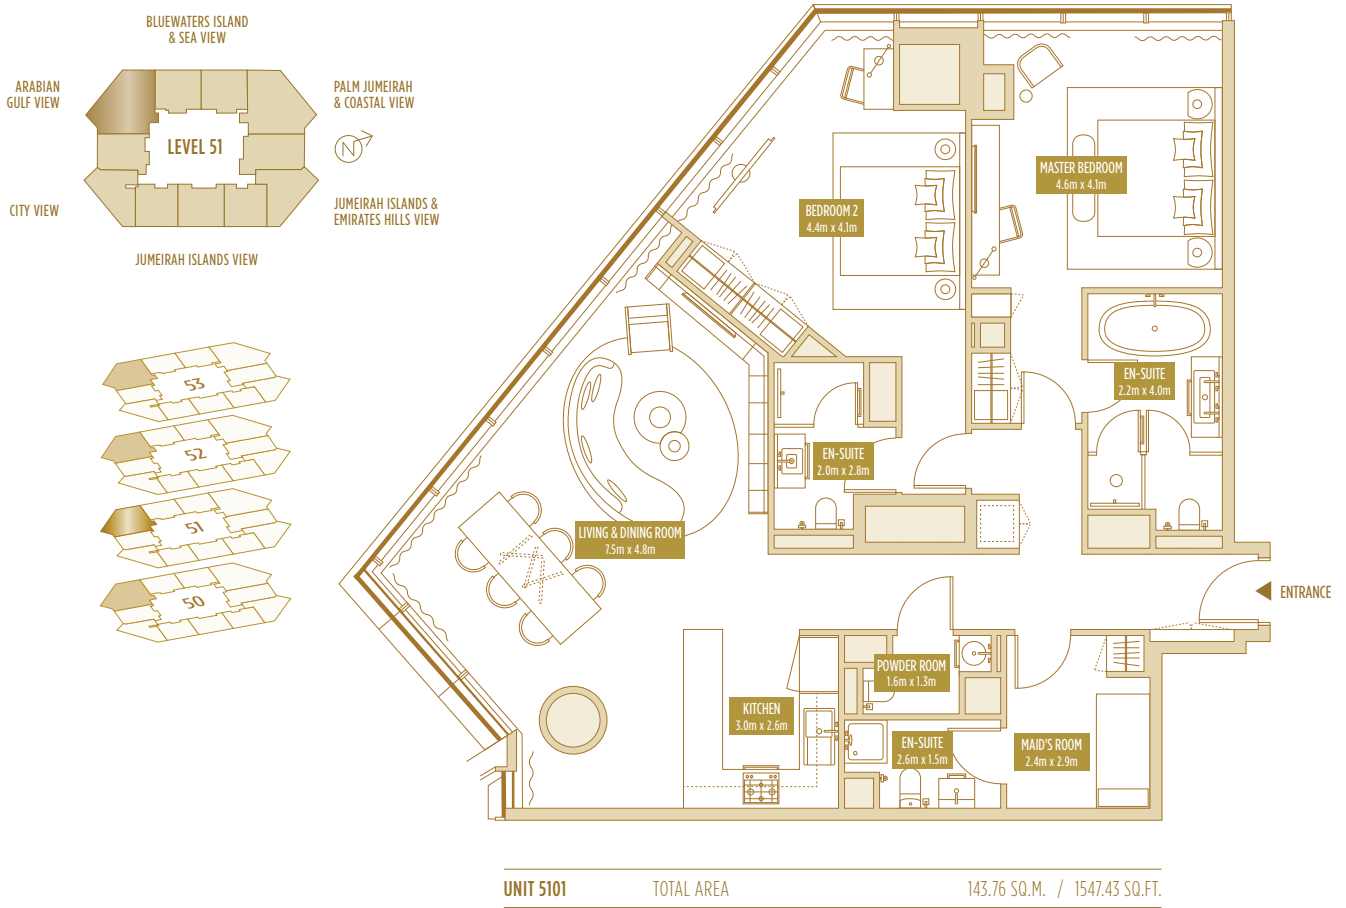 BLUEWATERS ISLAND
& SEA VIEW
ARABIAN
GULF VIEW
PALM JUMEIRAH
& COASTAL VIEW
LEVEL 51
N
CITY VIEW
JUMEIRAH ISLANDS &
EMIRATES HILLS VIEW
JUMEIRAH ISLANDS VIEW
53
52
51
50
MASTER BEDROOM
4.6m x 4.1m
BEDROOM 2
4.4m x 4.1m
EN-SUITE
2.2m x 4.0m
EN-SUITE
2.0m x 2.8m
LIVING & DINING ROOM
7.5m x 4.8m
ENTRANCE
POWDER ROOM
1.6m x 1.3m
KITCHEN
3.0m x 2.6m
EN-SUITE
2.6m x 1.5m
MAID'S ROOM
2.4m x 2.9m
UNIT 5101 TOTAL AREA 143.76 SQ.M. / 1547.43 SQ.FT.